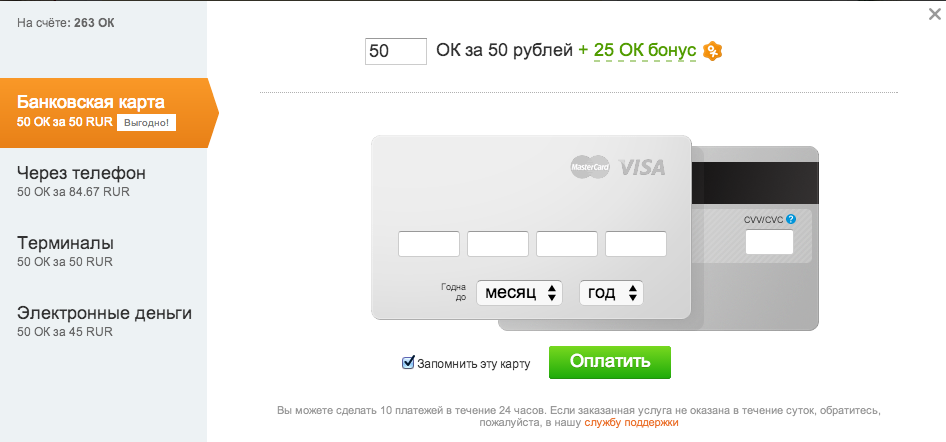 На счёте: 263 ОК
50 ОК за 50 рублей + 25 ОК бонус
Банковская карта
50 ОК за 50 RUR Выгодно!
Через телефон
50 ОК за 84.67 RUR
Терминалы
50 ОК за 50 RUR
Электронные деньги
50 ОК за 45 RUR
MasterCard VISA
CVV/CVC ?
Годна
до
месяц
год
Запомнить эту карту
Оплатить
Вы можете сделать 10 платежей в течение 24 часов. Если заказанная услуга не оказана в течение суток, обратитесь,
пожалуйста, в нашу службу поддержки